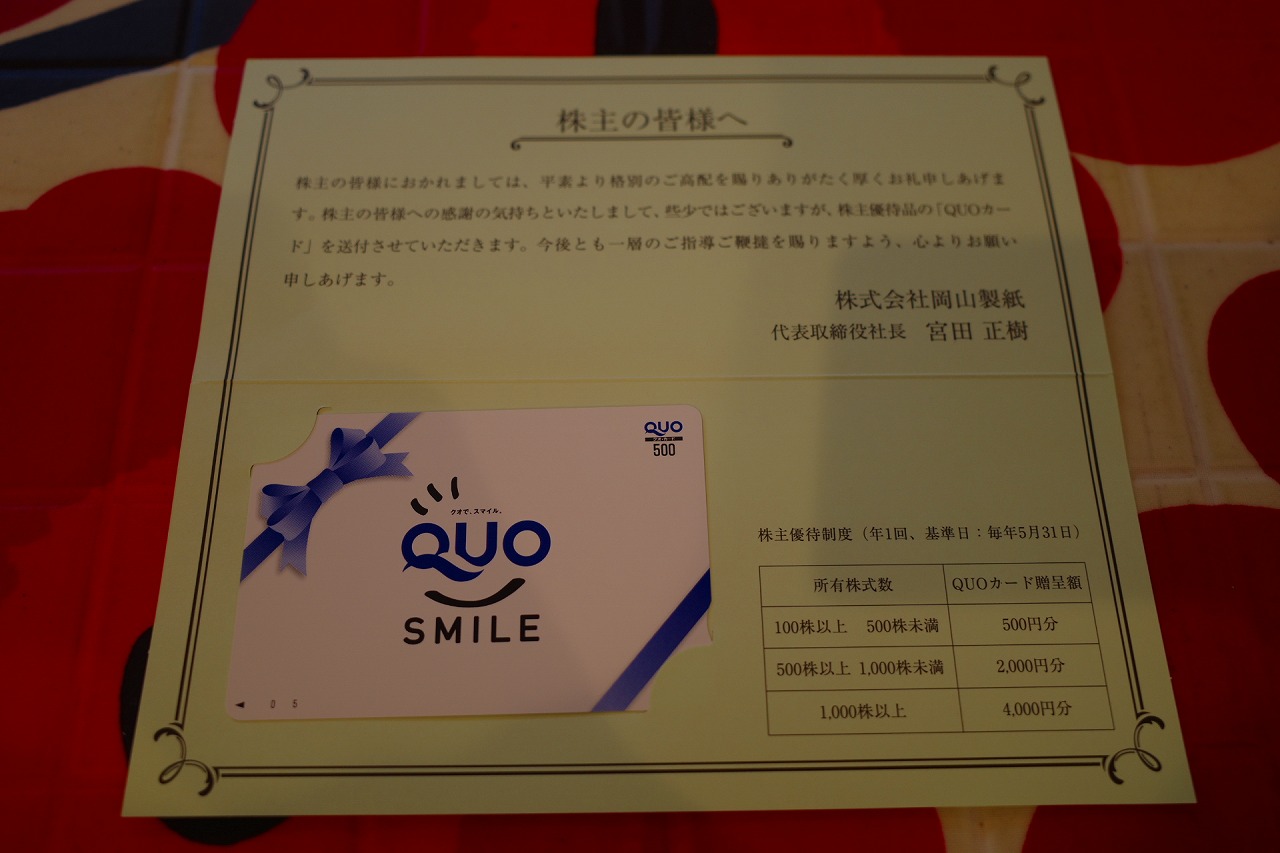 株主の皆様へ
株主の皆様におかれましては、平素より格別のご高配を賜りありがたく厚くお礼申しあげま
す。株主の皆様への感謝の気持ちといたしまして、些少ではございますが、株主優待品の「QUOカー
ド」を送付させていただきます。今後とも一層のご指導ご鞭撻を賜りますよう、心よりお願い
申しあげます。
株式会社岡山製紙
代表取締役社長 宮田 正樹
QUO
クオ・カード
500
クオで、スマイル。
QUO
SMILE
◀ 0 5
株主優待制度（年1回、基準日：毎年5月31日）
所有株式数 QUOカード贈呈額
100株以上 500株未満 500円分
500株以上 1,000株未満 2,000円分
1,000株以上 4,000円分